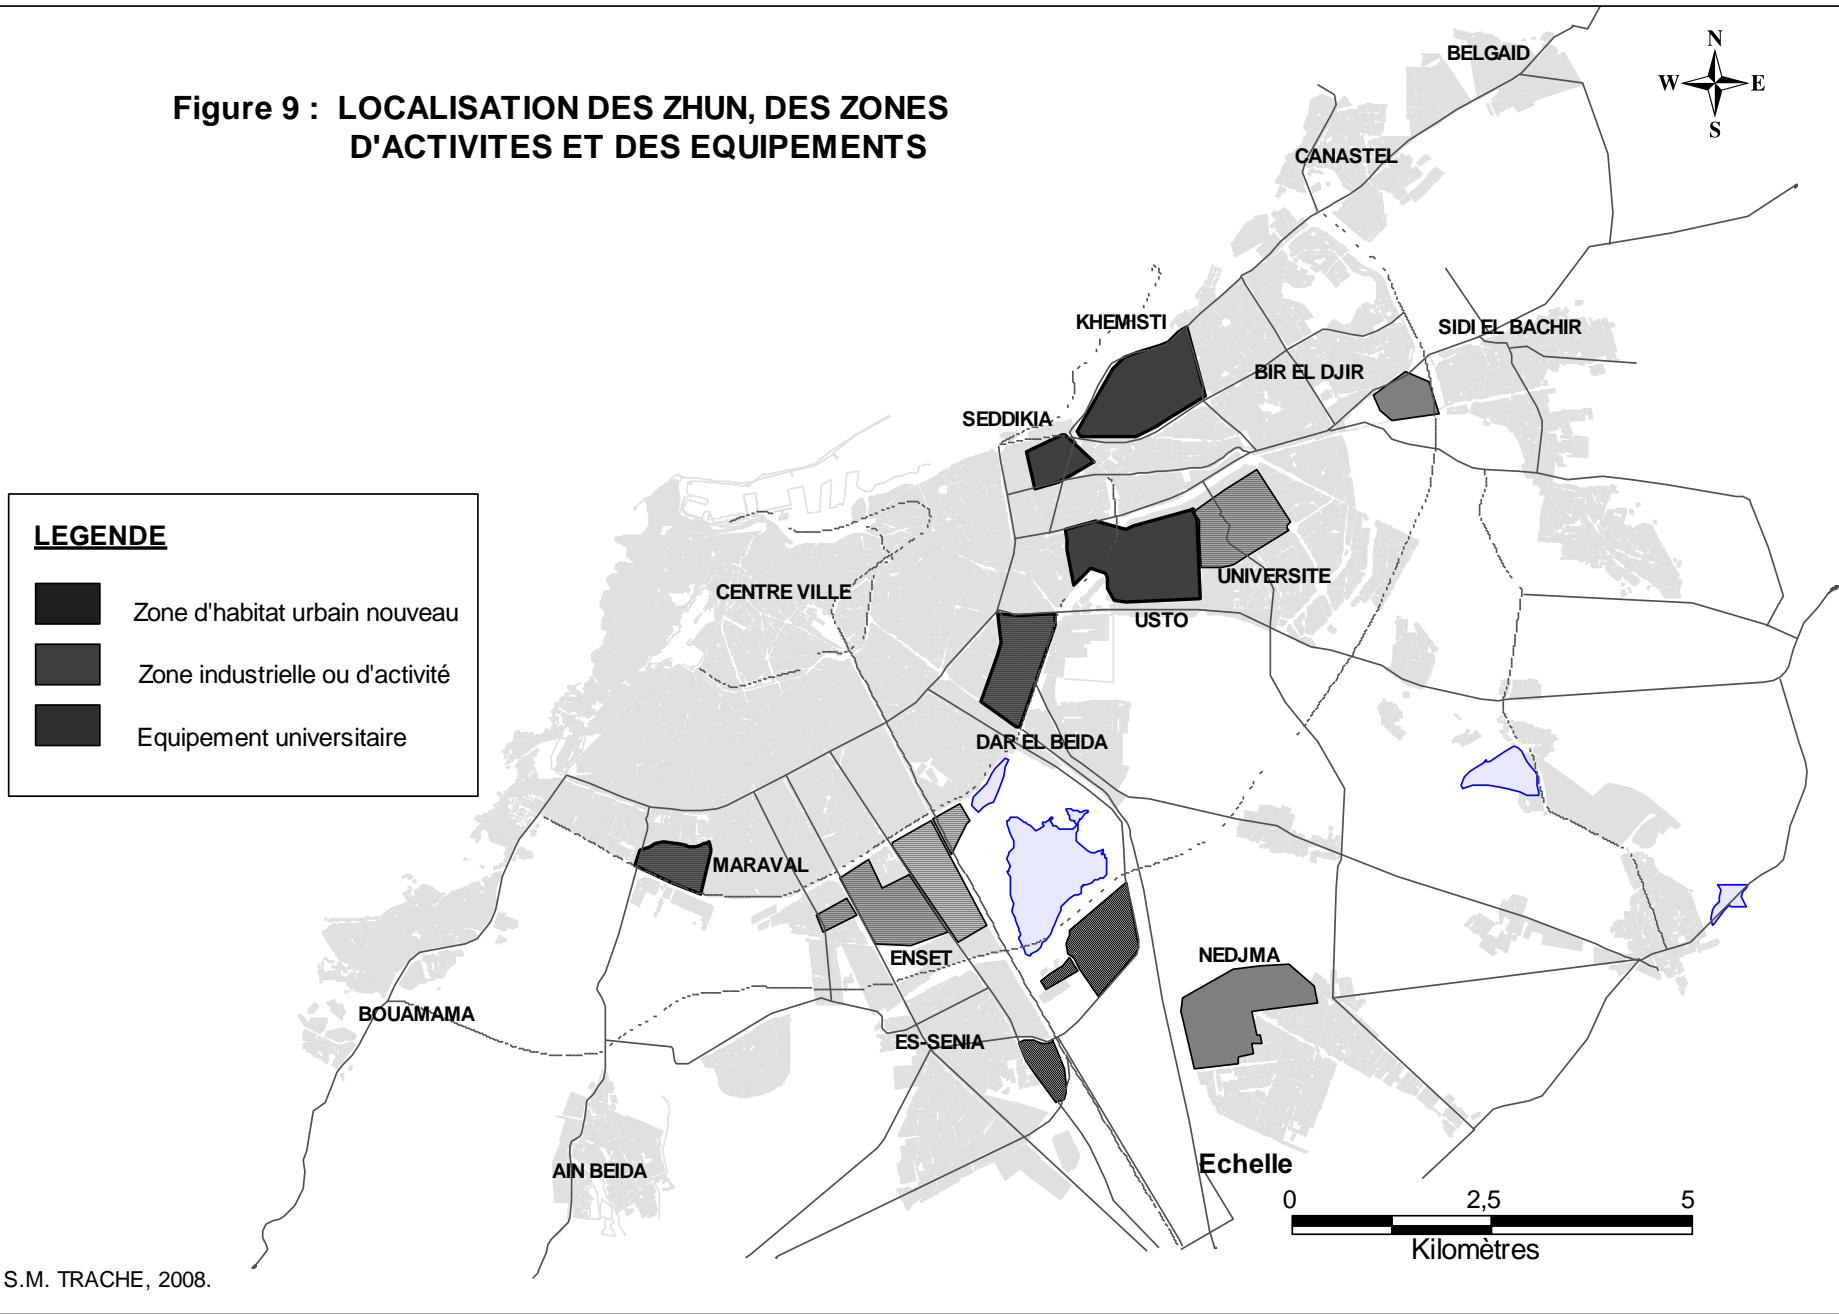 Figure 9 : LOCALISATION DES ZHUN, DES ZONES
D'ACTIVITES ET DES EQUIPEMENTS
N
W E
S
BELGAID
CANASTEL
KHEMISTI
SIDI EL BACHIR
BIR EL DJIR
SEDDIKIA
LEGENDE
Zone d'habitat urbain nouveau
Zone industrielle ou d'activité
Equipement universitaire
CENTRE VILLE
UNIVERSITE
USTO
DAR EL BEIDA
MARAVAL
ENSET
NEDJMA
BOUAMAMA
ES-SENIA
AIN BEIDA
Echelle
0 2,5 5
Kilomètres
S.M. TRACHE, 2008.